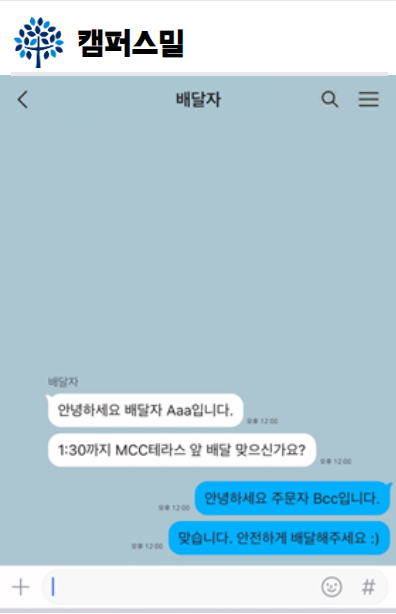 캠퍼스밀
배달자
배달자
안녕하세요 배달자 Aaa입니다.
오후 12:00
1:30까지 MCC테라스 앞 배달 맞으신가요?
오후 12:00
오후 12:00
안녕하세요 주문자 Bcc입니다.
오후 12:00
맞습니다. 안전하게 배달해주세요 :)
#